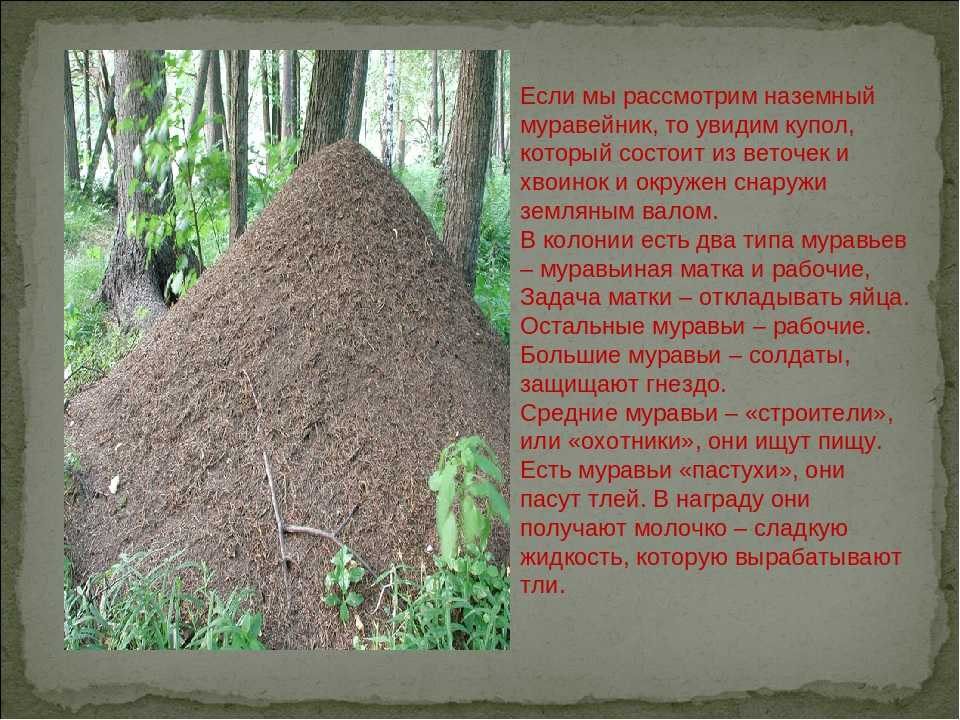 Если мы рассмотрим наземный
муравейник, то увидим купол,
который состоит из веточек и
хвоинок и окружен снаружи
земляным валом.
В колонии есть два типа муравьев
– муравьиная матка и рабочие,
Задача матки – откладывать яйца.
Остальные муравьи – рабочие.
Большие муравьи – солдаты,
защищают гнездо.
Средние муравьи – «строители»,
или «охотники», они ищут пищу.
Есть муравьи «пастухи», они
пасут тлей. В награду они
получают молочко – сладкую
жидкость, которую вырабатывают
тли.